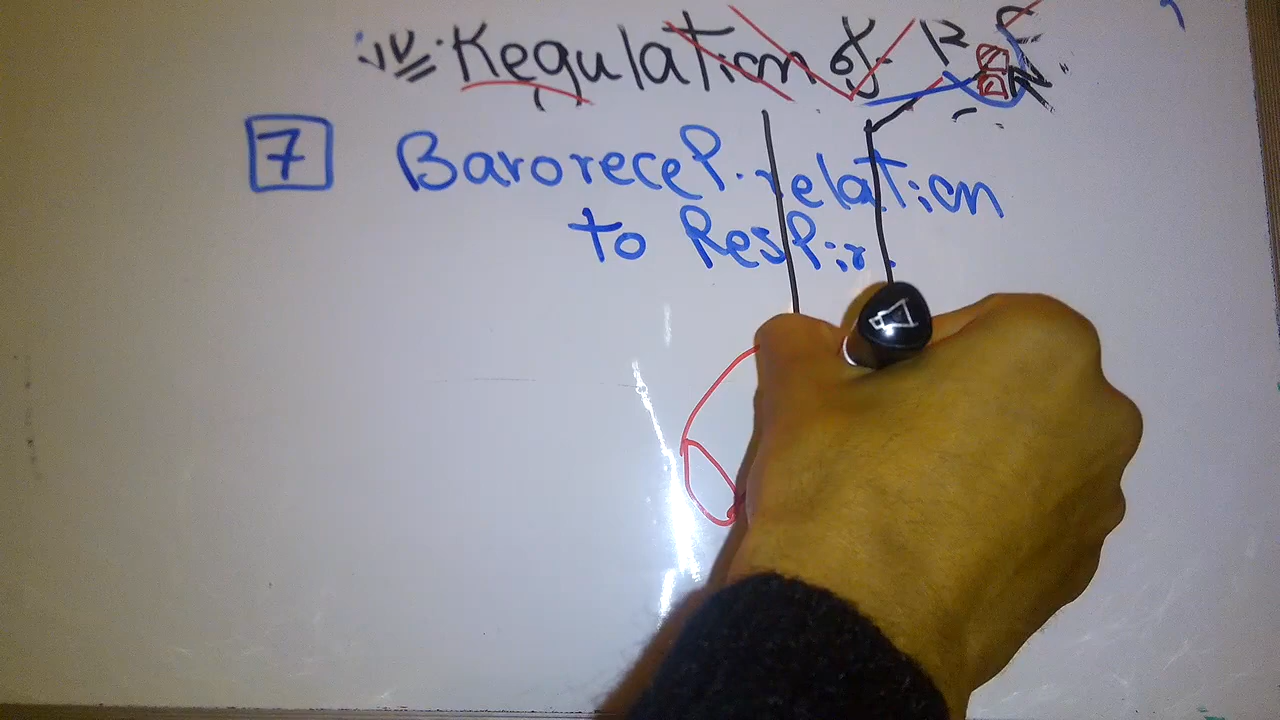 Regulation of R
7 Barorecep. relation
to Respir.